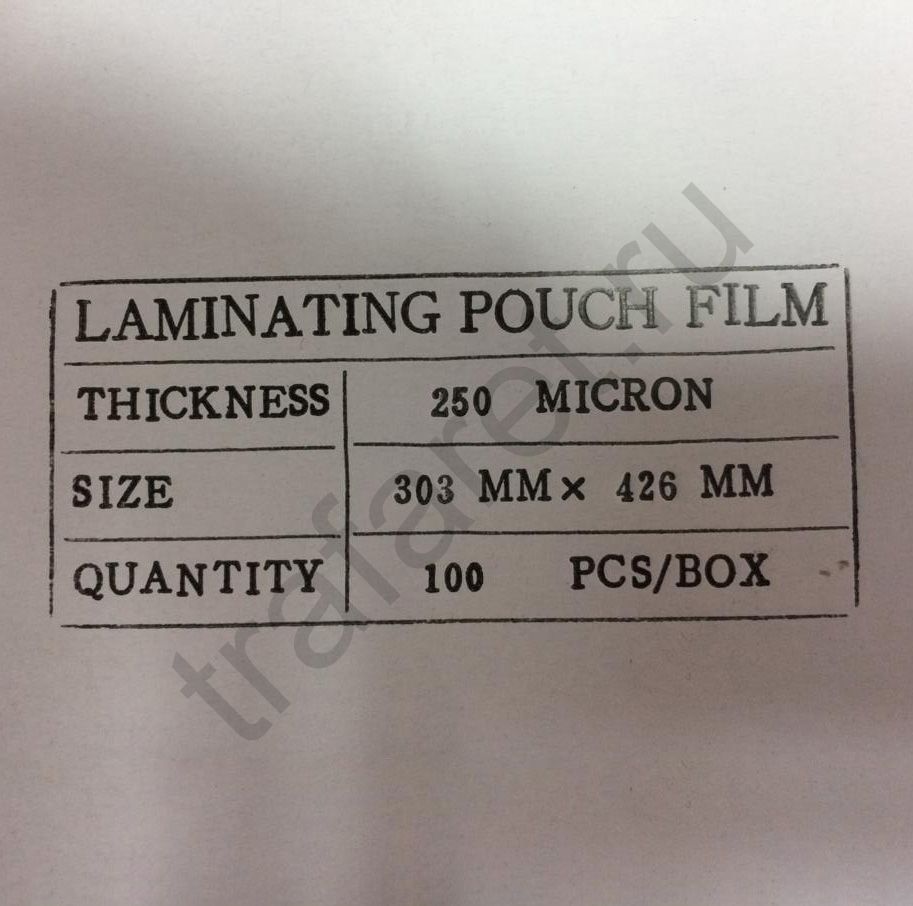 LAMINATING POUCH FILM
THICKNESS 250 MICRON
SIZE 303 MM x 426 MM
QUANTITY 100 PCS/BOX
trafaret.ru